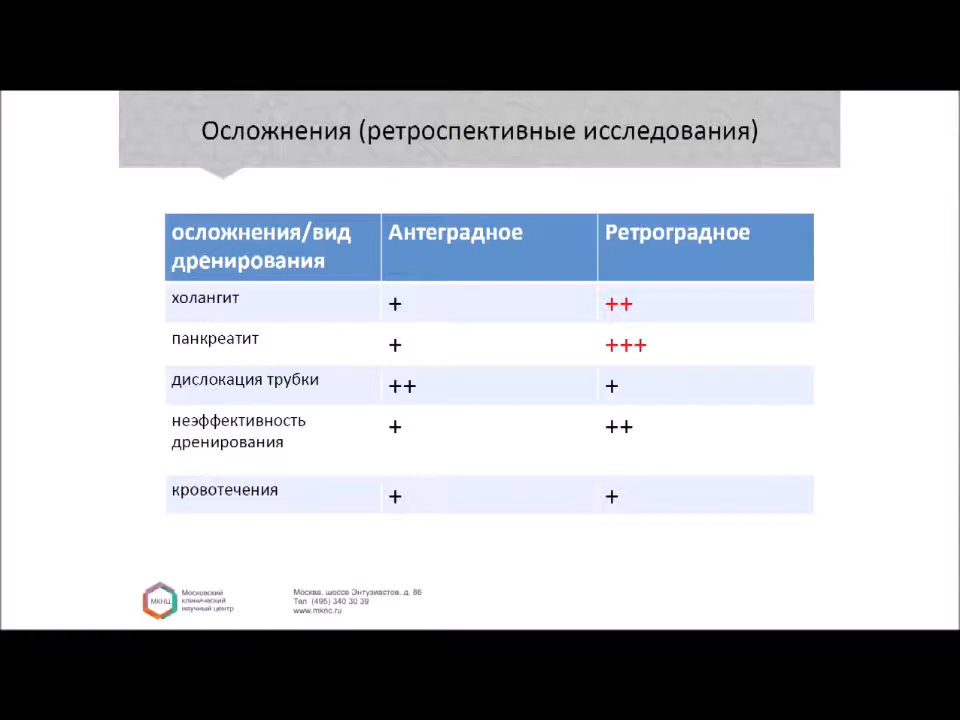 Осложнения (ретроспективные исследования)
осложнения/вид Антеградное Ретроградное
дренирования
холангит + ++
панкреатит + +++
дислокация трубки ++ +
неэффективность + ++
дренирования
кровотечения + +
МКНЦ
Московский
клинический
научный центр
Москва, шоссе Энтузиастов, д. 86
Тел (495) 340 30 39
www.mknc.ru